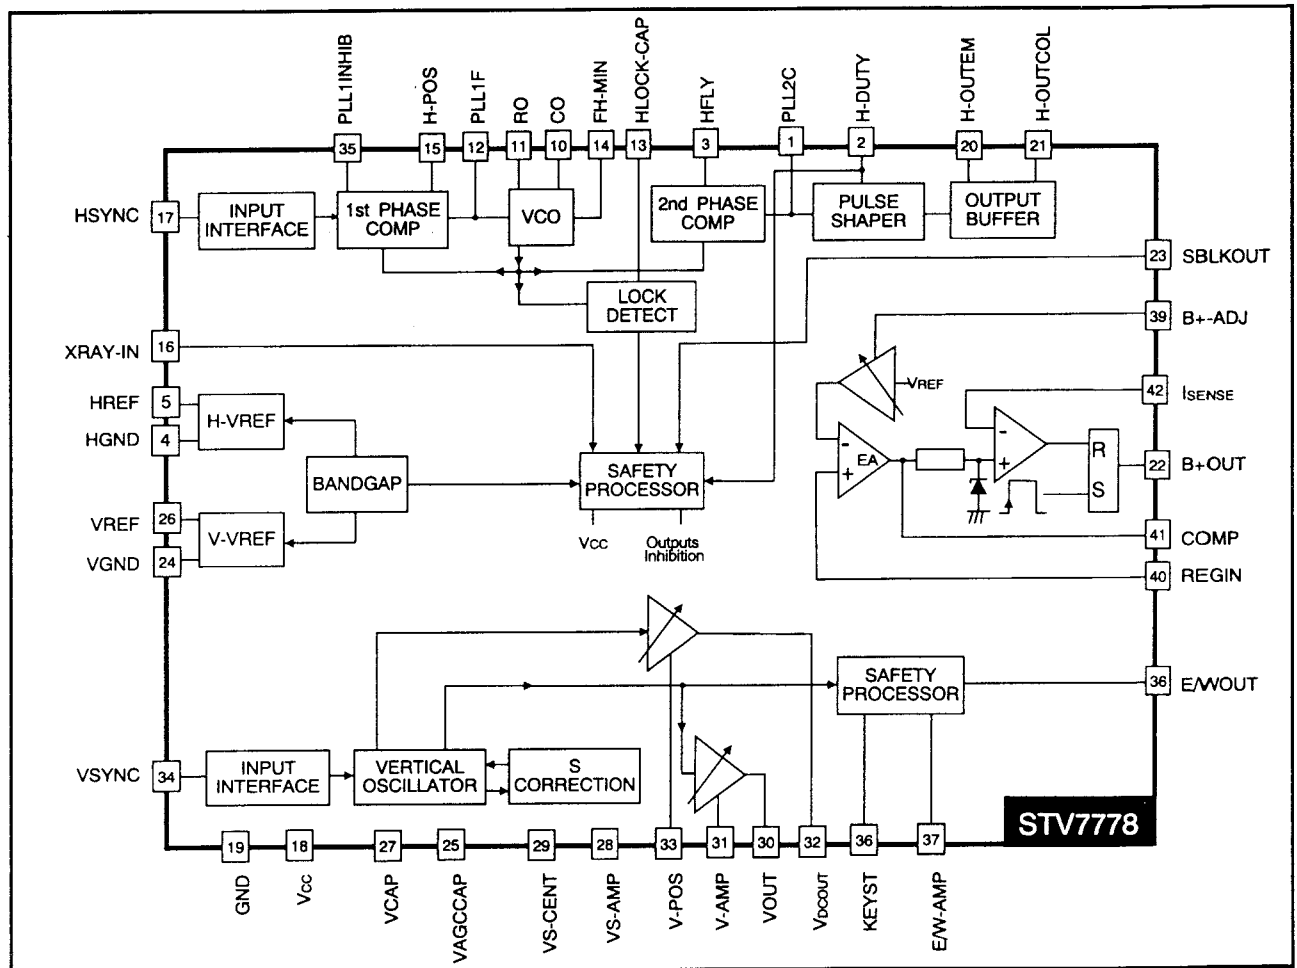 PLL1INHIB
H-POS
PLL1F
RO
CO
FH-MIN
HLOCK-CAP
HFLY
PLL2C
H-DUTY
H-OUTEM
H-OUTCOL
35
15
12
11
10
14
13
3
1
2
20
21
HSYNC
17
INPUT
INTERFACE
1st PHASE
COMP
VCO
2nd PHASE
COMP
PULSE
SHAPER
OUTPUT
BUFFER
23
SBLKOUT
LOCK
DETECT
39
B+-ADJ
XRAY-IN
16
VREF
HREF
5
H-VREF
HGND
4
42
ISENSE
-
EA
+
-
+
R
S
22
B+OUT
BANDGAP
SAFETY
PROCESSOR
VCC
Outputs
Inhibition
VREF
26
V-VREF
VGND
24
41
COMP
40
REGIN
SAFETY
PROCESSOR
36
E/WOUT
VSYNC
34
INPUT
INTERFACE
VERTICAL
OSCILLATOR
S
CORRECTION
STV7778
19
18
27
25
29
28
33
31
30
32
36
37
GND
VCC
VCAP
VAGCCAP
VS-CENT
VS-AMP
V-POS
V-AMP
VOUT
VDCOUT
KEYST
E/W-AMP